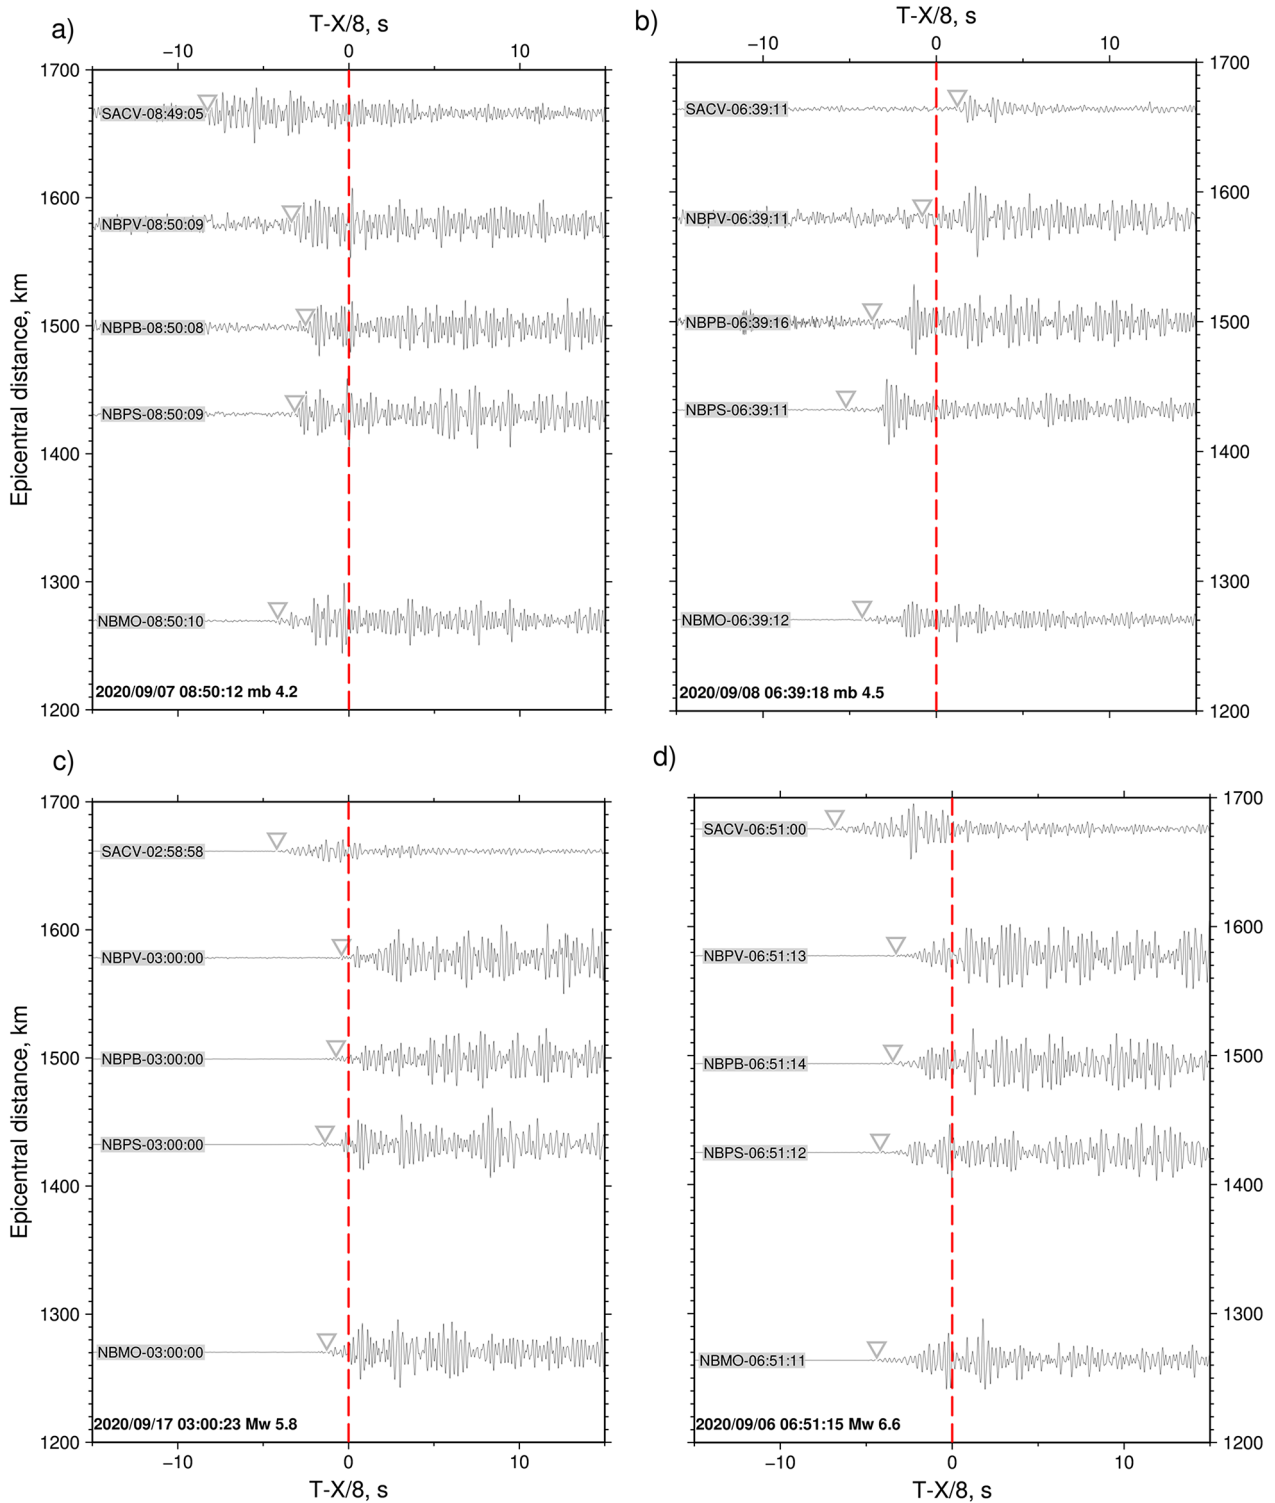 a)
T-X/8, s
−10 0 10
1700
SACV-08:49:05
1600
NBPV-08:50:09
NBPB-08:50:08
1500
NBPS-08:50:09
1400
1300
NBMO-08:50:10
2020/09/07 08:50:12 mb 4.2
1200
Epicentral distance, km
b)
T-X/8, s
−10 0 10
1700
SACV-06:39:11
1600
NBPV-06:39:11
NBPB-06:39:16
1500
NBPS-06:39:11
1400
1300
NBMO-06:39:12
2020/09/08 06:39:18 mb 4.5
1200
c)
1700
SACV-02:58:58
1600
NBPV-03:00:00
NBPB-03:00:00
1500
NBPS-03:00:00
1400
1300
NBMO-03:00:00
2020/09/17 03:00:23 Mw 5.8
1200
−10 0 10
T-X/8, s
Epicentral distance, km
d)
1700
SACV-06:51:00
1600
NBPV-06:51:13
NBPB-06:51:14
1500
NBPS-06:51:12
1400
1300
NBMO-06:51:11
2020/09/06 06:51:15 Mw 6.6
1200
−10 0 10
T-X/8, s